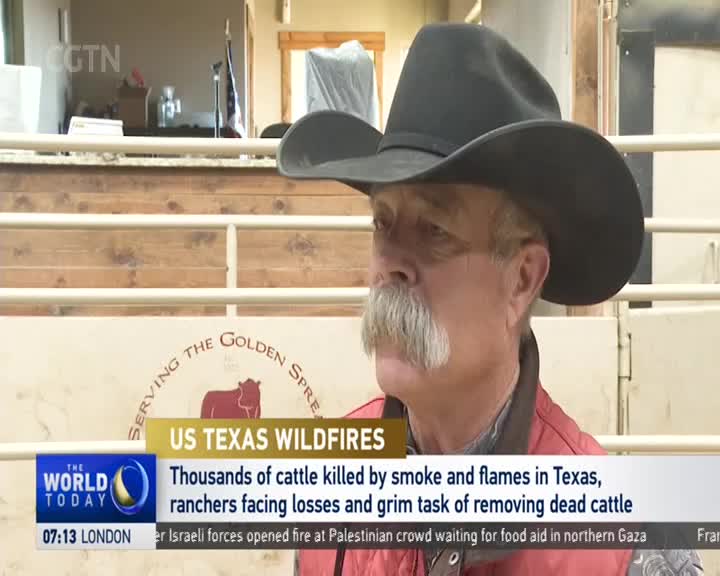 CGTN
SERVING THE GOLDEN SPREAD
US TEXAS WILDFIRES
THE WORLD TODAY
Thousands of cattle killed by smoke and flames in Texas,
ranchers facing losses and grim task of removing dead cattle
07:13 LONDON
er Israeli forces opened fire at Palestinian crowd waiting for food aid in northern Gaza
Fran